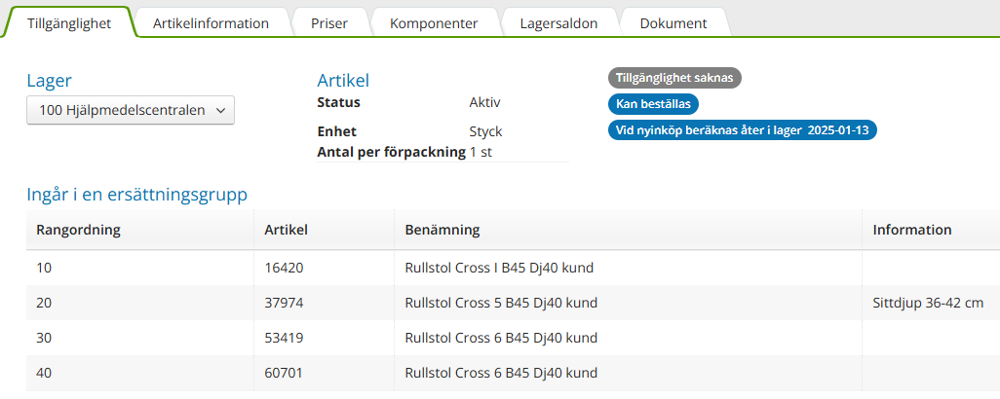 Tillgänglighet Artikelinformation Priser Komponenter Lagersaldon Dokument
Lager
100 Hjälpmedelscentralen
Artikel
Status Aktiv
Enhet Styck
Antal per förpackning 1 st
Tillgänglighet saknas
Kan beställas
Vid nyinköp beräknas åter i lager 2025-01-13
Ingår i en ersättningsgrupp
Rangordning Artikel Benämning Information
10 16420 Rullstol Cross I B45 Dj40 kund
20 37974 Rullstol Cross 5 B45 Dj40 kund Sittdjup 36-42 cm
30 53419 Rullstol Cross 6 B45 Dj40 kund
40 60701 Rullstol Cross 6 B45 Dj40 kund